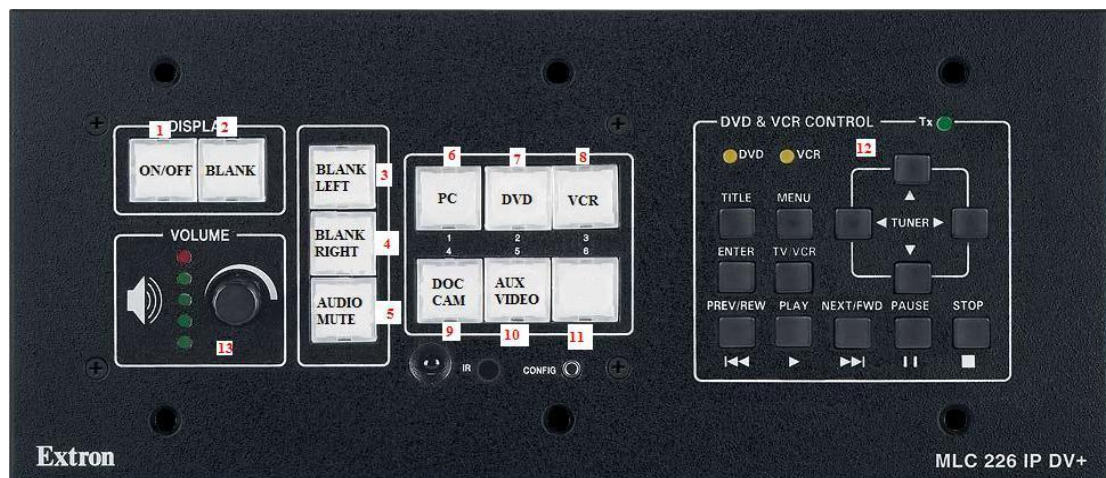 1
2
DISPLA
ON/OFF
BLANK
VOLUME
13
BLANK
LEFT
3
BLANK
RIGHT
4
AUDIO
MUTE
5
6
7
8
PC
DVD
VCR
1
2
3
4
5
6
DOC
CAM
AUX
VIDEO
9
10
11
IR
CONFIG
DVD & VCR CONTROL
Tx
DVD
VCR
12
TITLE
MENU
TUNER
ENTER
TV/VCR
PREV/REW
PLAY
NEXT/FWD
PAUSE
STOP
Extron
MLC 226 IP DV+